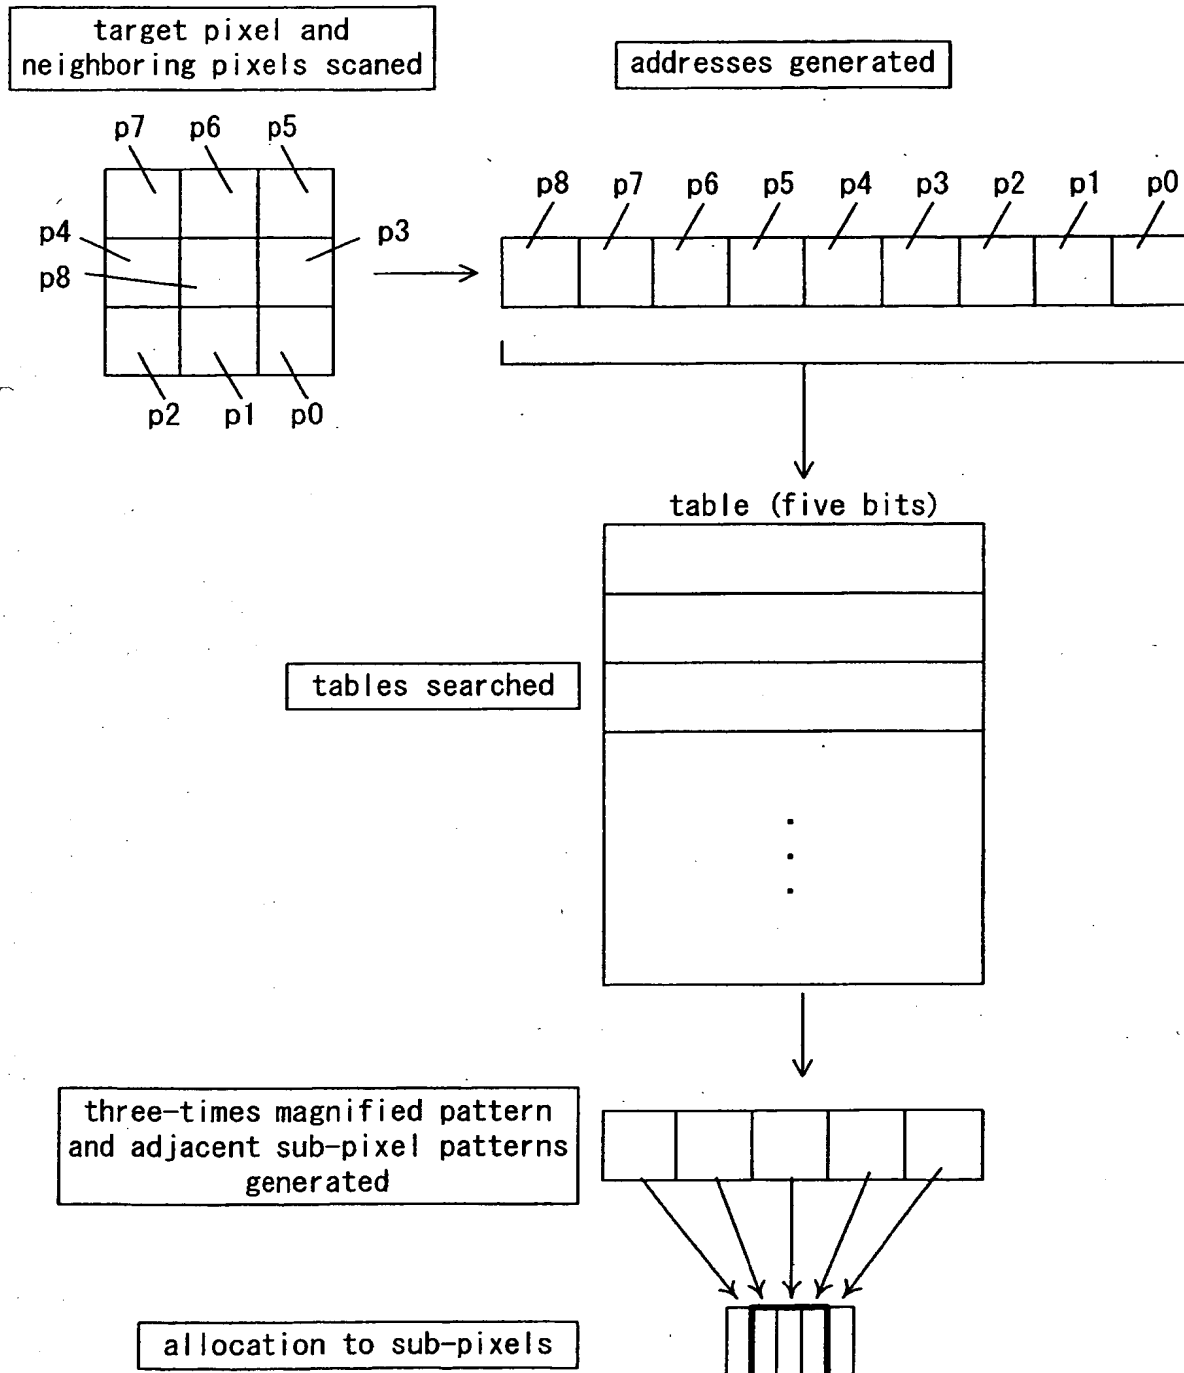 target pixel and
neighboring pixels scaned
addresses generated
p7 p6 p5
p8 p7 p6 p5 p4 p3 p2 p1 p0
p4 p3
p8
p2 p1 p0
table (five bits)
tables searched
three-times magnified pattern
and adjacent sub-pixel patterns
generated
allocation to sub-pixels